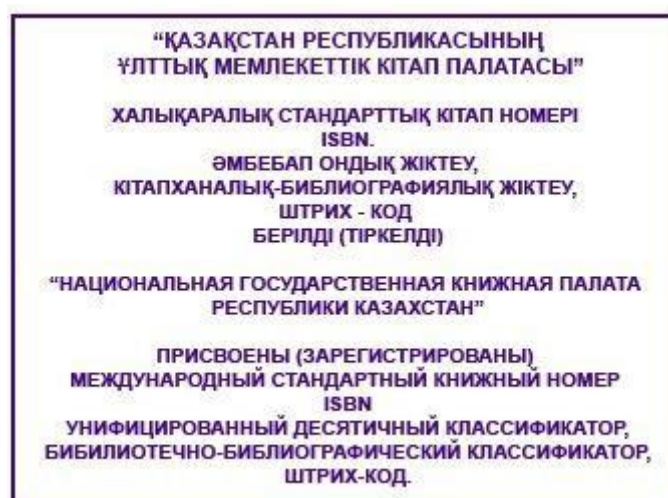 “ҚАЗАҚСТАН РЕСПУБЛИКАСЫНЫҢ
ҰЛТТЫҚ МЕМЛЕКЕТТІК КІТАП ПАЛАТАСЫ”
ХАЛЫҚАРАЛЫҚ СТАНДАРТТЫҚ КІТАП НОМЕРІ
ISBN.
ӘМБЕБАП ОНДЫҚ ЖІКТЕУ,
КІТАПХАНАЛЫҚ-БИБЛИОГРАФИЯЛЫҚ ЖІКТЕУ,
ШТРИХ - КОД
БЕРІЛДІ (ТІРКЕЛДІ)
“НАЦИОНАЛЬНАЯ ГОСУДАРСТВЕННАЯ КНИЖНАЯ ПАЛАТА
РЕСПУБЛИКИ КАЗАХСТАН”
ПРИСВОЕНЫ (ЗАРЕГИСТРИРОВАНЫ)
МЕЖДУНАРОДНЫЙ СТАНДАРТНЫЙ КНИЖНЫЙ НОМЕР
ISBN
УНИФИЦИРОВАННЫЙ ДЕСЯТИЧНЫЙ КЛАССИФИКАТОР,
БИБИЛИОТЕЧНО-БИБЛИОГРАФИЧЕСКИЙ КЛАССИФИКАТОР,
ШТРИХ-КОД.